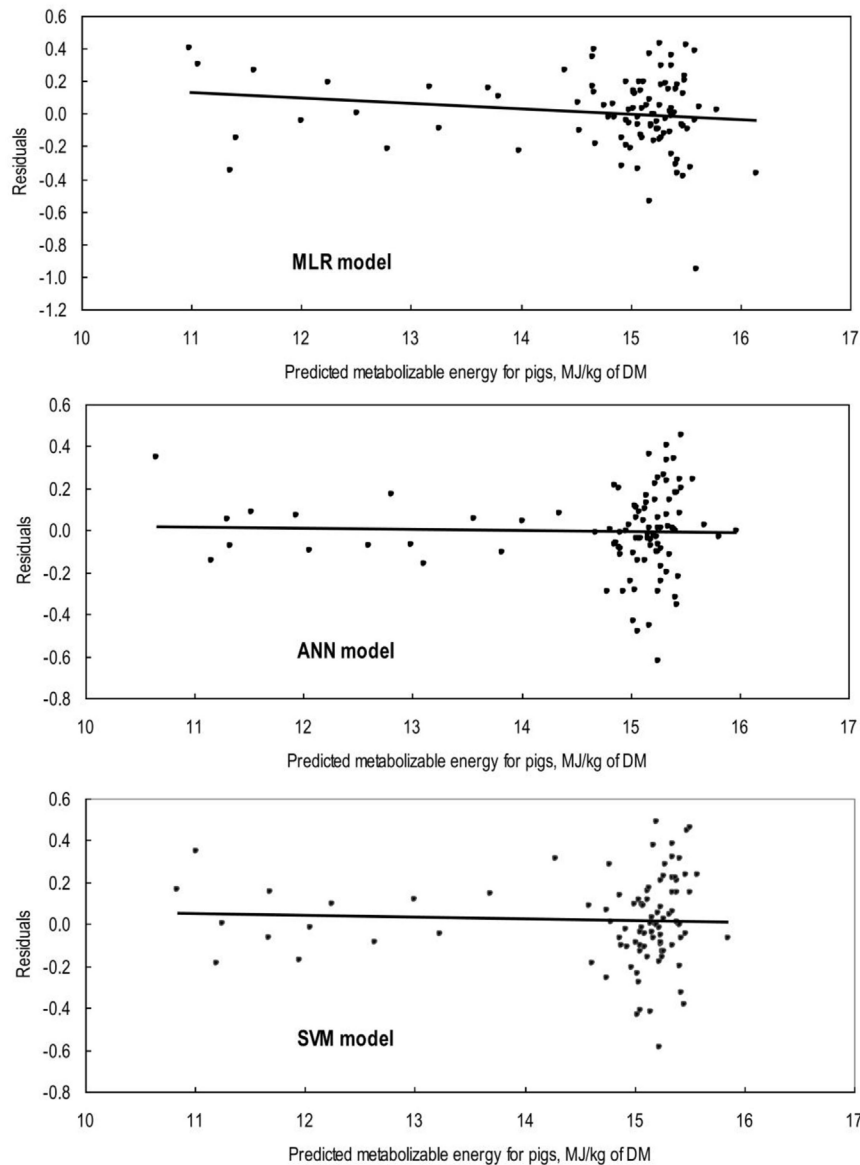 0.6
0.4
0.2
0.0
-0.2
-0.4
-0.6
-0.8
-1.0
-1.2
Residuals
MLR model
10 11 12 13 14 15 16 17
Predicted metabolizable energy for pigs, MJ/kg of DM
0.6
0.4
0.2
0.0
-0.2
-0.4
-0.6
-0.8
Residuals
ANN model
10 11 12 13 14 15 16 17
Predicted metabolizable energy for pigs, MJ/kg of DM
0.6
0.4
0.2
0.0
-0.2
-0.4
-0.6
-0.8
Residuals
SVM model
10 11 12 13 14 15 16 17
Predicted metabolizable energy for pigs, MJ/kg of DM